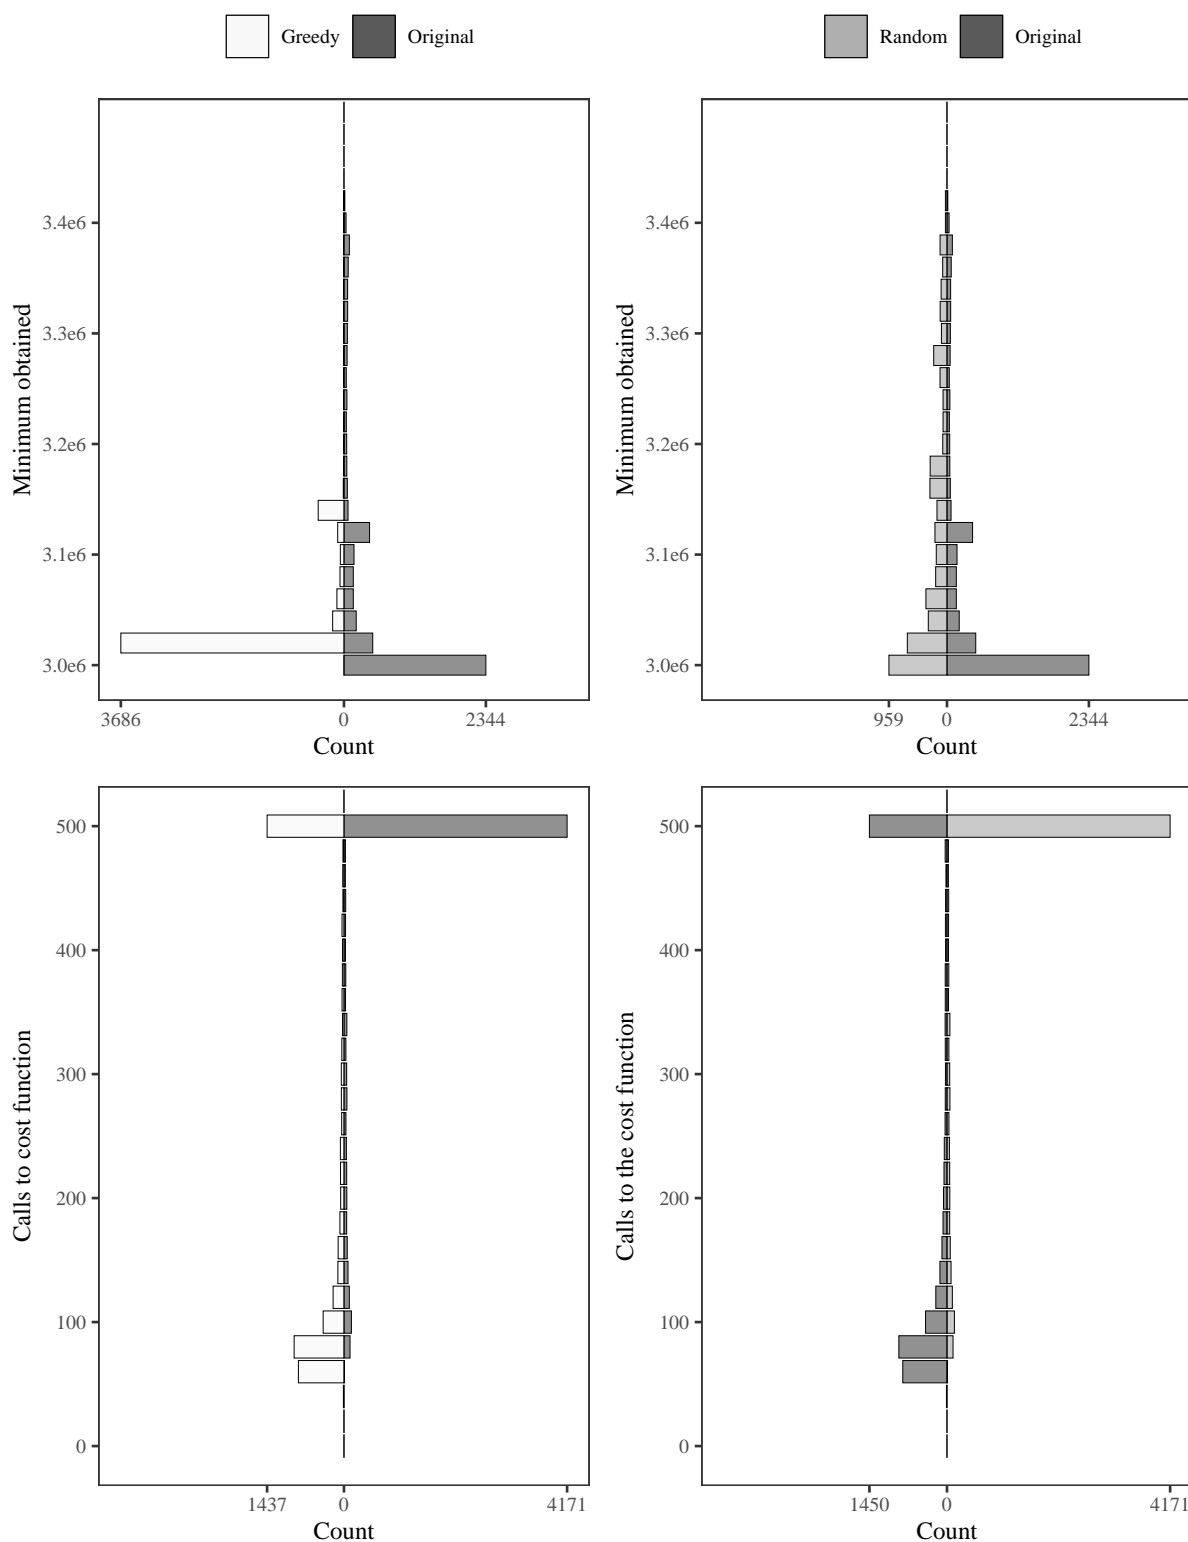 Greedy Original
Random Original
Minimum obtained
3.4e6
3.3e6
3.2e6
3.1e6
3.0e6
3686 0 2344
Count
Minimum obtained
3.4e6
3.3e6
3.2e6
3.1e6
3.0e6
959 0 2344
Count
Calls to cost function
500
400
300
200
100
0
1437 0 4171
Count
Calls to the cost function
500
400
300
200
100
0
1450 0 4171
Count